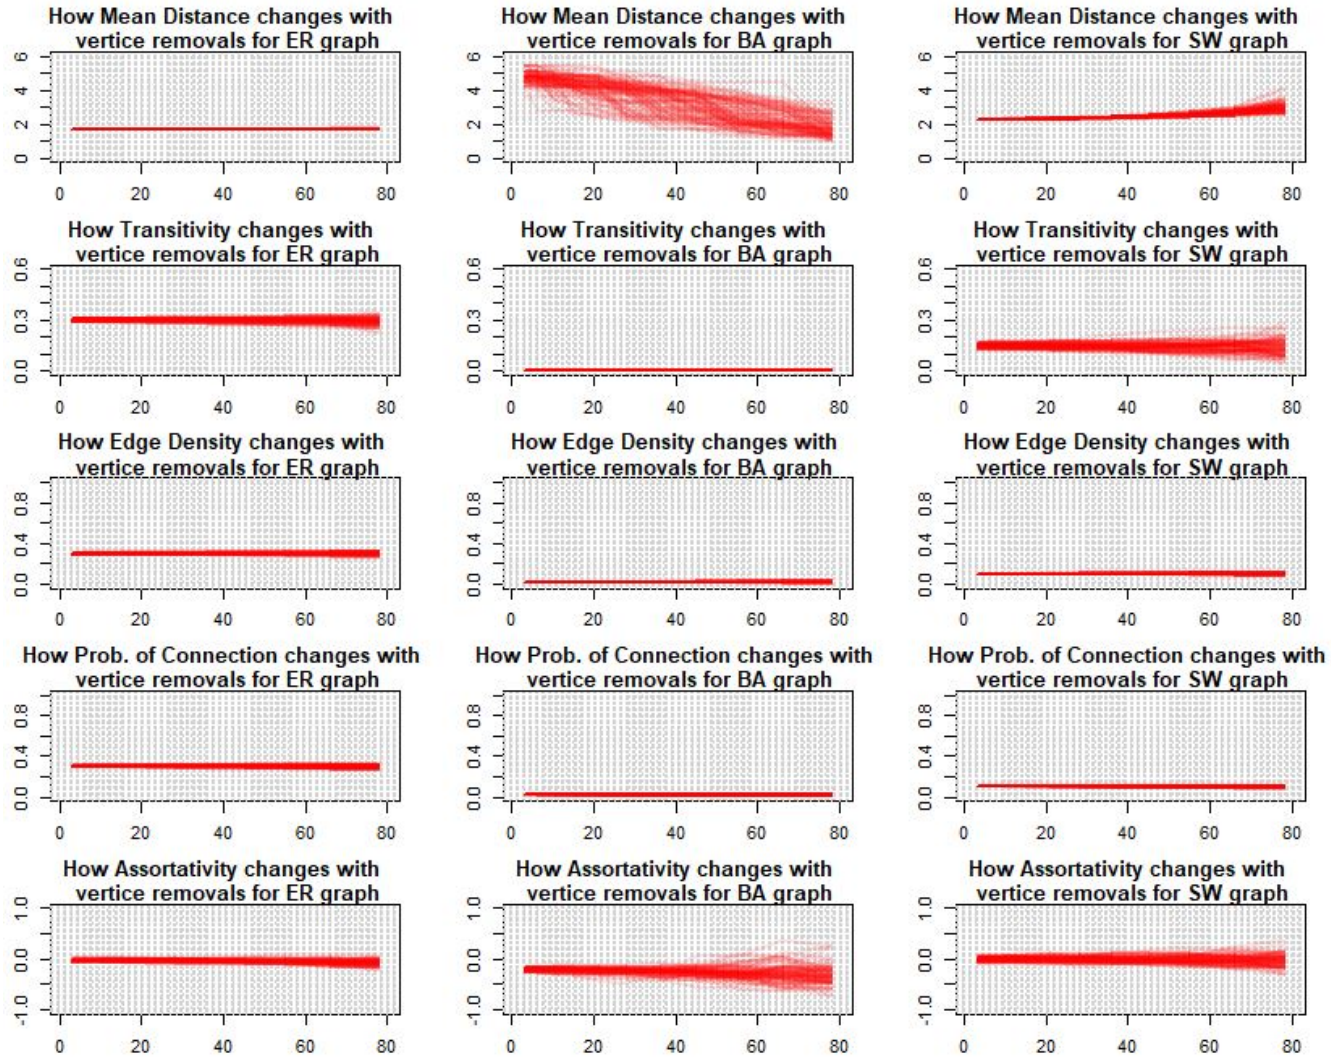 How Mean Distance changes with
vertice removals for ER graph
How Mean Distance changes with
vertice removals for BA graph
How Mean Distance changes with
vertice removals for SW graph
6
4
2
0
0 20 40 60 80
6
4
2
0
0 20 40 60 80
6
4
2
0
0 20 40 60 80
How Transitivity changes with
vertice removals for ER graph
How Transitivity changes with
vertice removals for BA graph
How Transitivity changes with
vertice removals for SW graph
0.6
0.3
0.0
0 20 40 60 80
0.6
0.3
0.0
0 20 40 60 80
0.6
0.3
0.0
0 20 40 60 80
How Edge Density changes with
vertice removals for ER graph
How Edge Density changes with
vertice removals for BA graph
How Edge Density changes with
vertice removals for SW graph
0.8
0.4
0.0
0 20 40 60 80
0.8
0.4
0.0
0 20 40 60 80
0.8
0.4
0.0
0 20 40 60 80
How Prob. of Connection changes with
vertice removals for ER graph
How Prob. of Connection changes with
vertice removals for BA graph
How Prob. of Connection changes with
vertice removals for SW graph
0.8
0.4
0.0
0 20 40 60 80
0.8
0.4
0.0
0 20 40 60 80
0.8
0.4
0.0
0 20 40 60 80
How Assortativity changes with
vertice removals for ER graph
How Assortativity changes with
vertice removals for BA graph
How Assortativity changes with
vertice removals for SW graph
1.0
0.0
-1.0
0 20 40 60 80
1.0
0.0
-1.0
0 20 40 60 80
1.0
0.0
-1.0
0 20 40 60 80